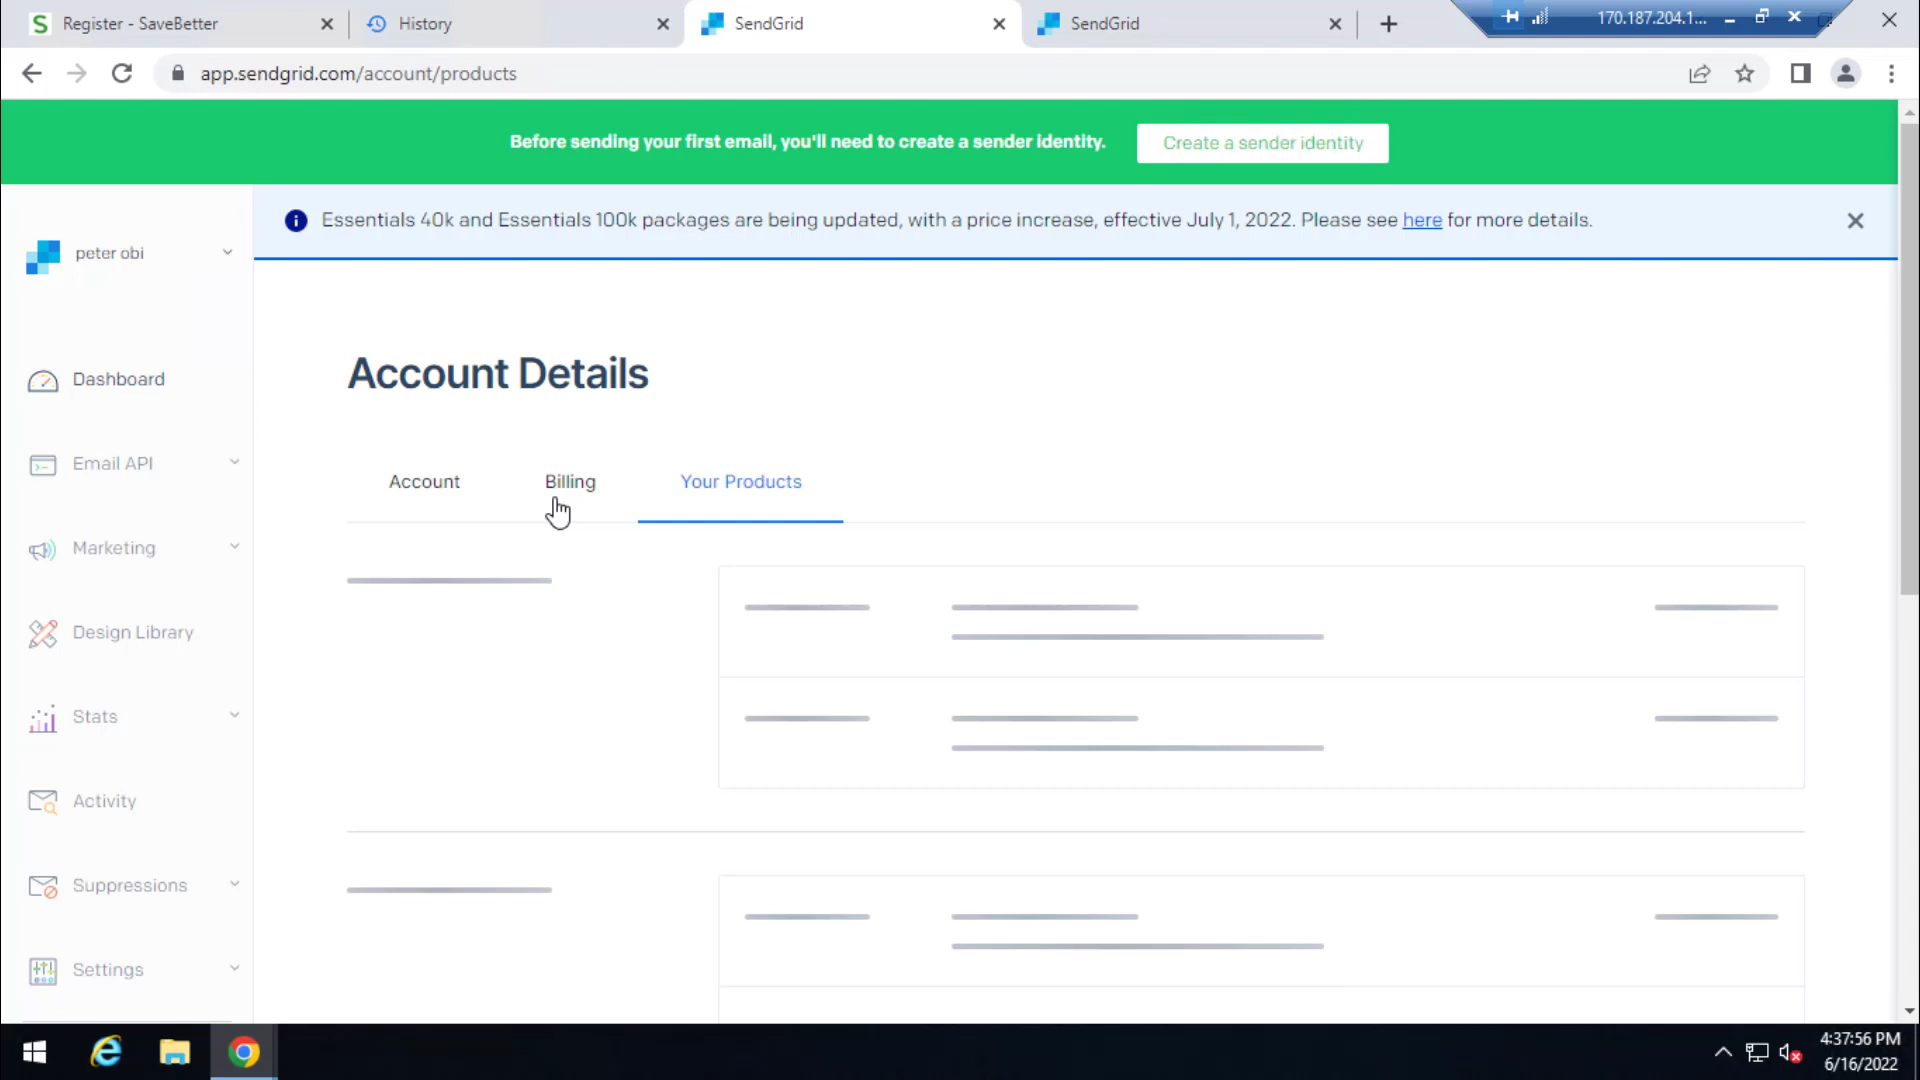 Register - SaveBetter
History
SendGrid
SendGrid
170.187.204.1...
app.sendgrid.com/account/products
Before sending your first email, you'll need to create a sender identity.
Create a sender identity
Essentials 40k and Essentials 100k packages are being updated, with a price increase, effective July 1, 2022. Please see here for more details.
peter obi
Account Details
Dashboard
Email API
Account
Billing
Your Products
Marketing
Design Library
Stats
Activity
Suppressions
Settings
4:37:56 PM
6/16/2022